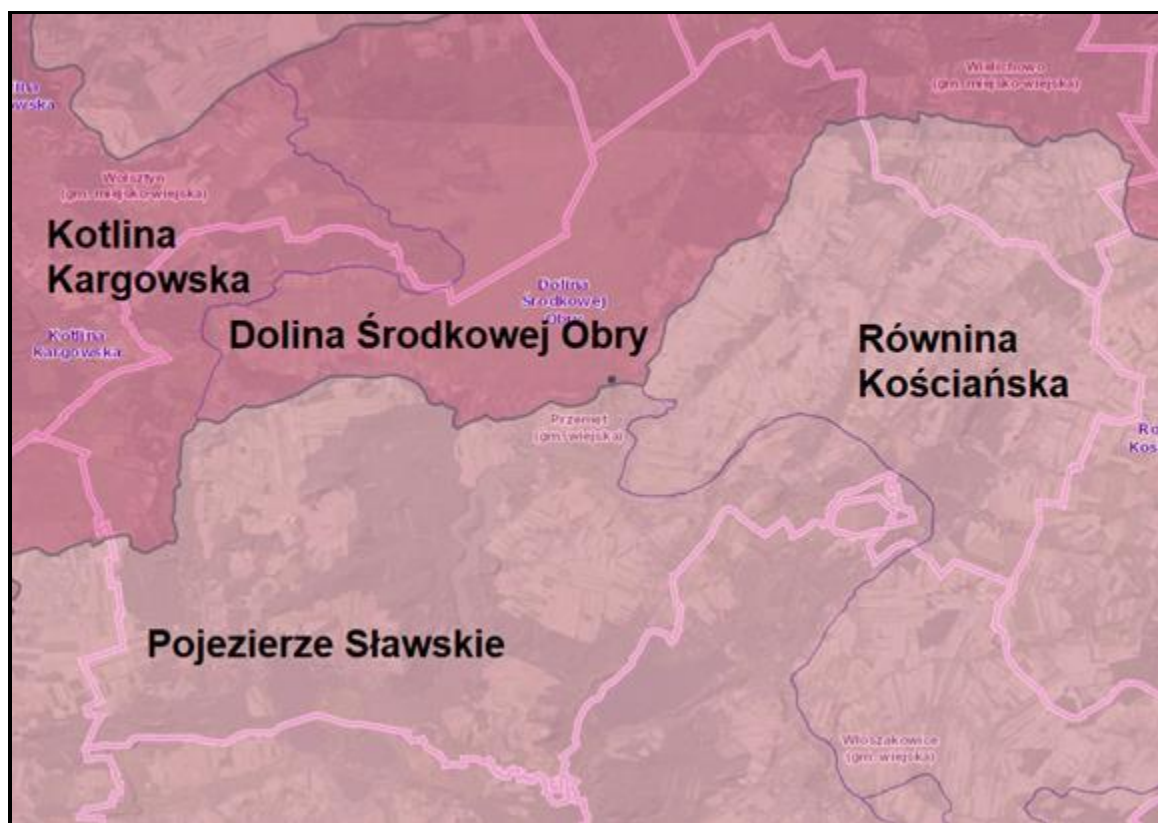 Wielichowo
(gm. miejsko-wiejska)
Wolsztyn
(gm. miejsko-wiejska)
Kotlina
Kargowska
Dolina
Środkowej
Obry
Dolina Środkowej Obry
Kotlina
Kargowska
Równina
Kościańska
Przemęt
(gm. wiejska)
Pojezierze Sławskie
Włoszakowice
(gm. wiejska)